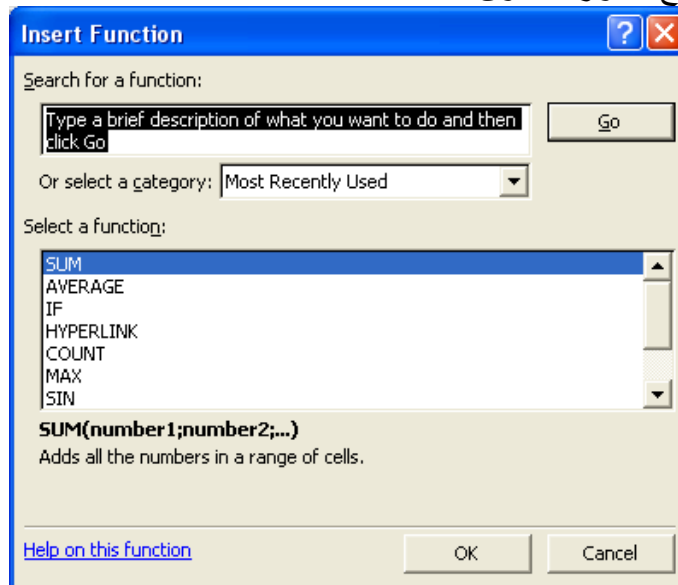 Insert Function
Search for a function:
Type a brief description of what you want to do and then
click Go
Go
Or select a category: Most Recently Used
Select a function:
SUM
AVERAGE
IF
HYPERLINK
COUNT
MAX
SIN
SUM(number1;number2;...)
Adds all the numbers in a range of cells.
Help on this function
OK
Cancel